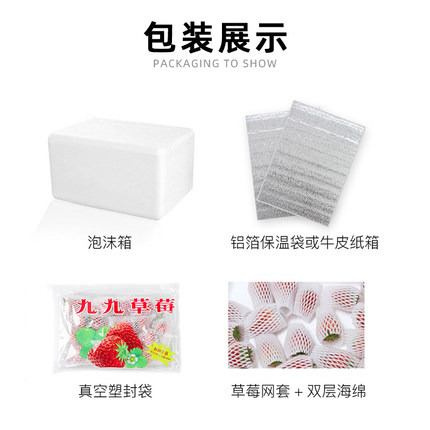 包装展示
PACKAGING TO SHOW
泡沫箱
铝箔保温袋或牛皮纸箱
九九草莓
真空塑封袋
草莓网套 + 双层海绵